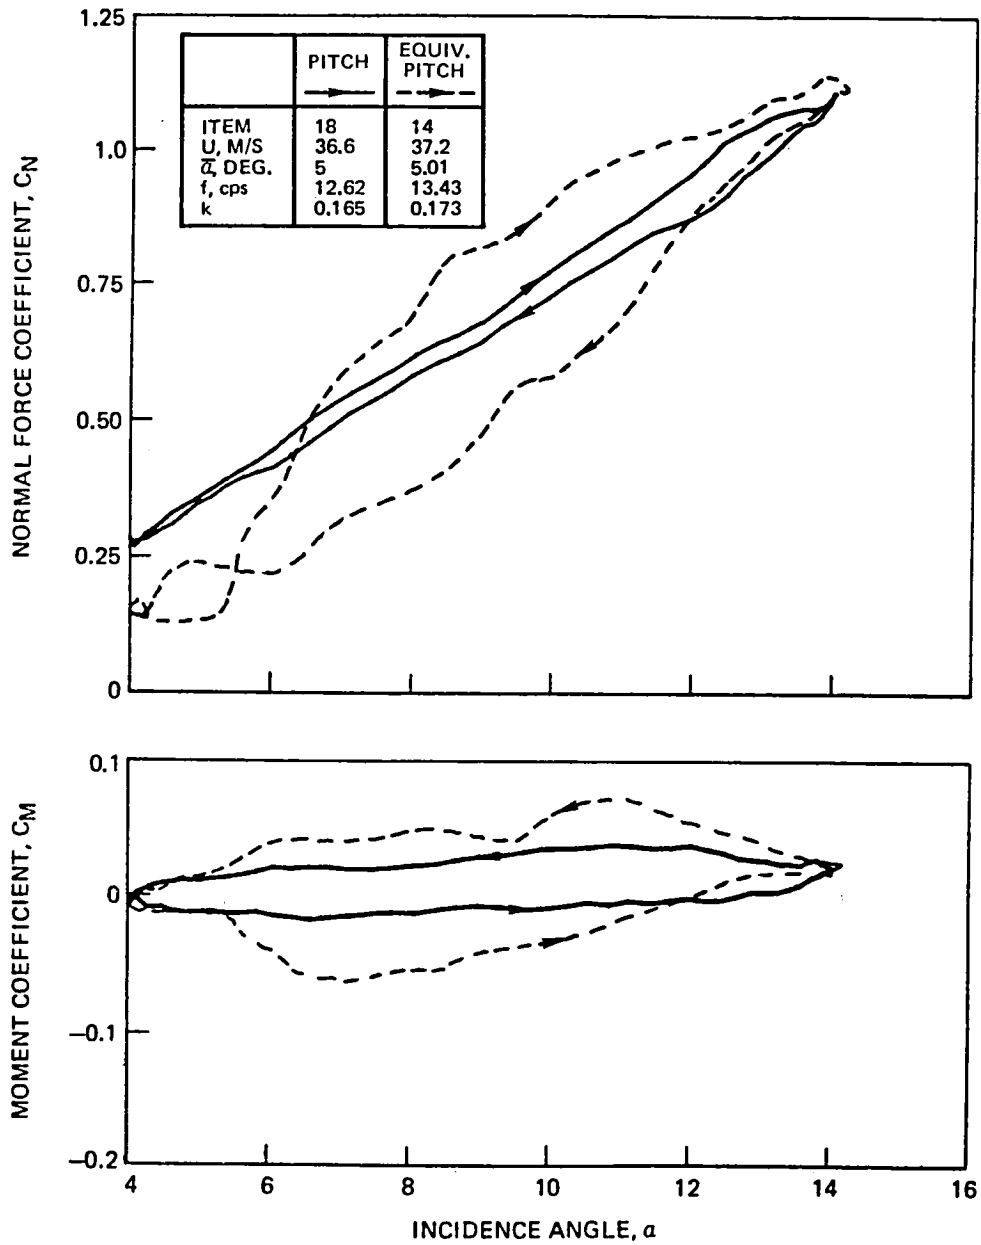 1.25
PITCH EQUIV. PITCH
ITEM 18 14
U, M/S 36.6 37.2
ᾱ, DEG. 5 5.01
f, cps 12.62 13.43
k 0.165 0.173
1.0
0.75
0.50
0.25
0
NORMAL FORCE COEFFICIENT, CN
0.1
0
−0.1
−0.2
MOMENT COEFFICIENT, CM
4 6 8 10 12 14 16
INCIDENCE ANGLE, α